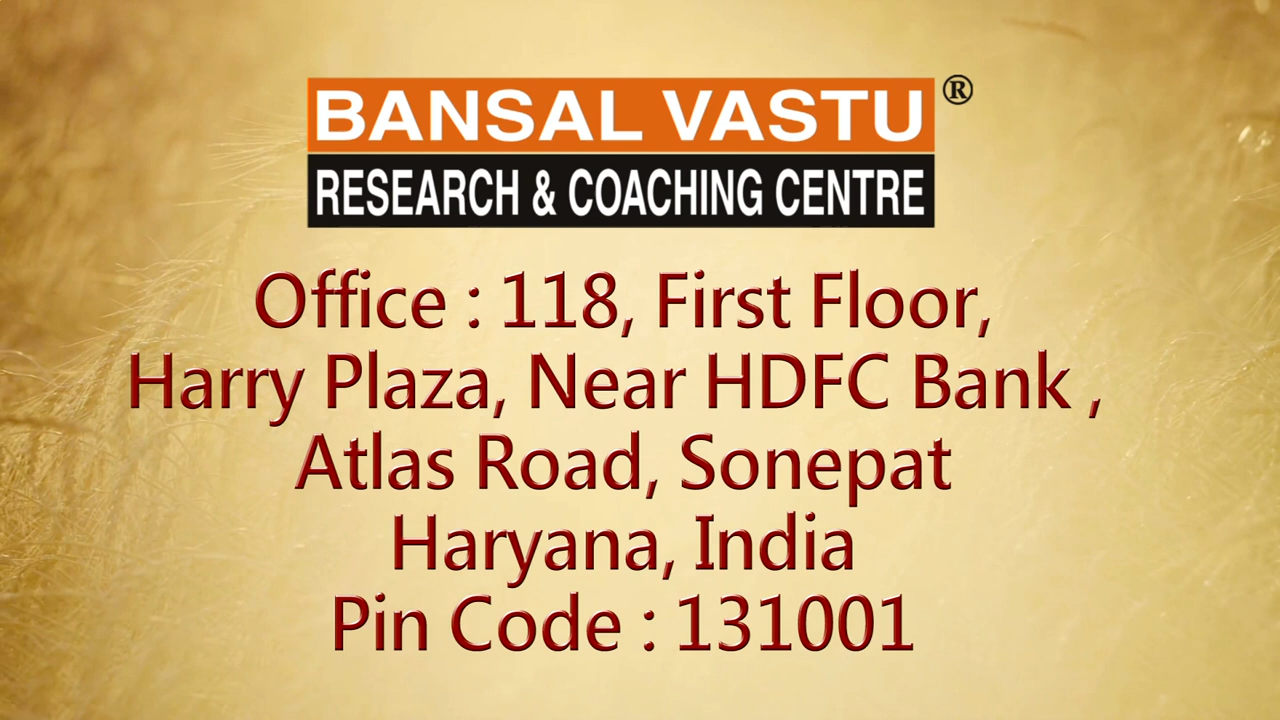 BANSAL VASTU ®
RESEARCH & COACHING CENTRE
Office : 118, First Floor,
Harry Plaza, Near HDFC Bank ,
Atlas Road, Sonepat
Haryana, India
Pin Code : 131001